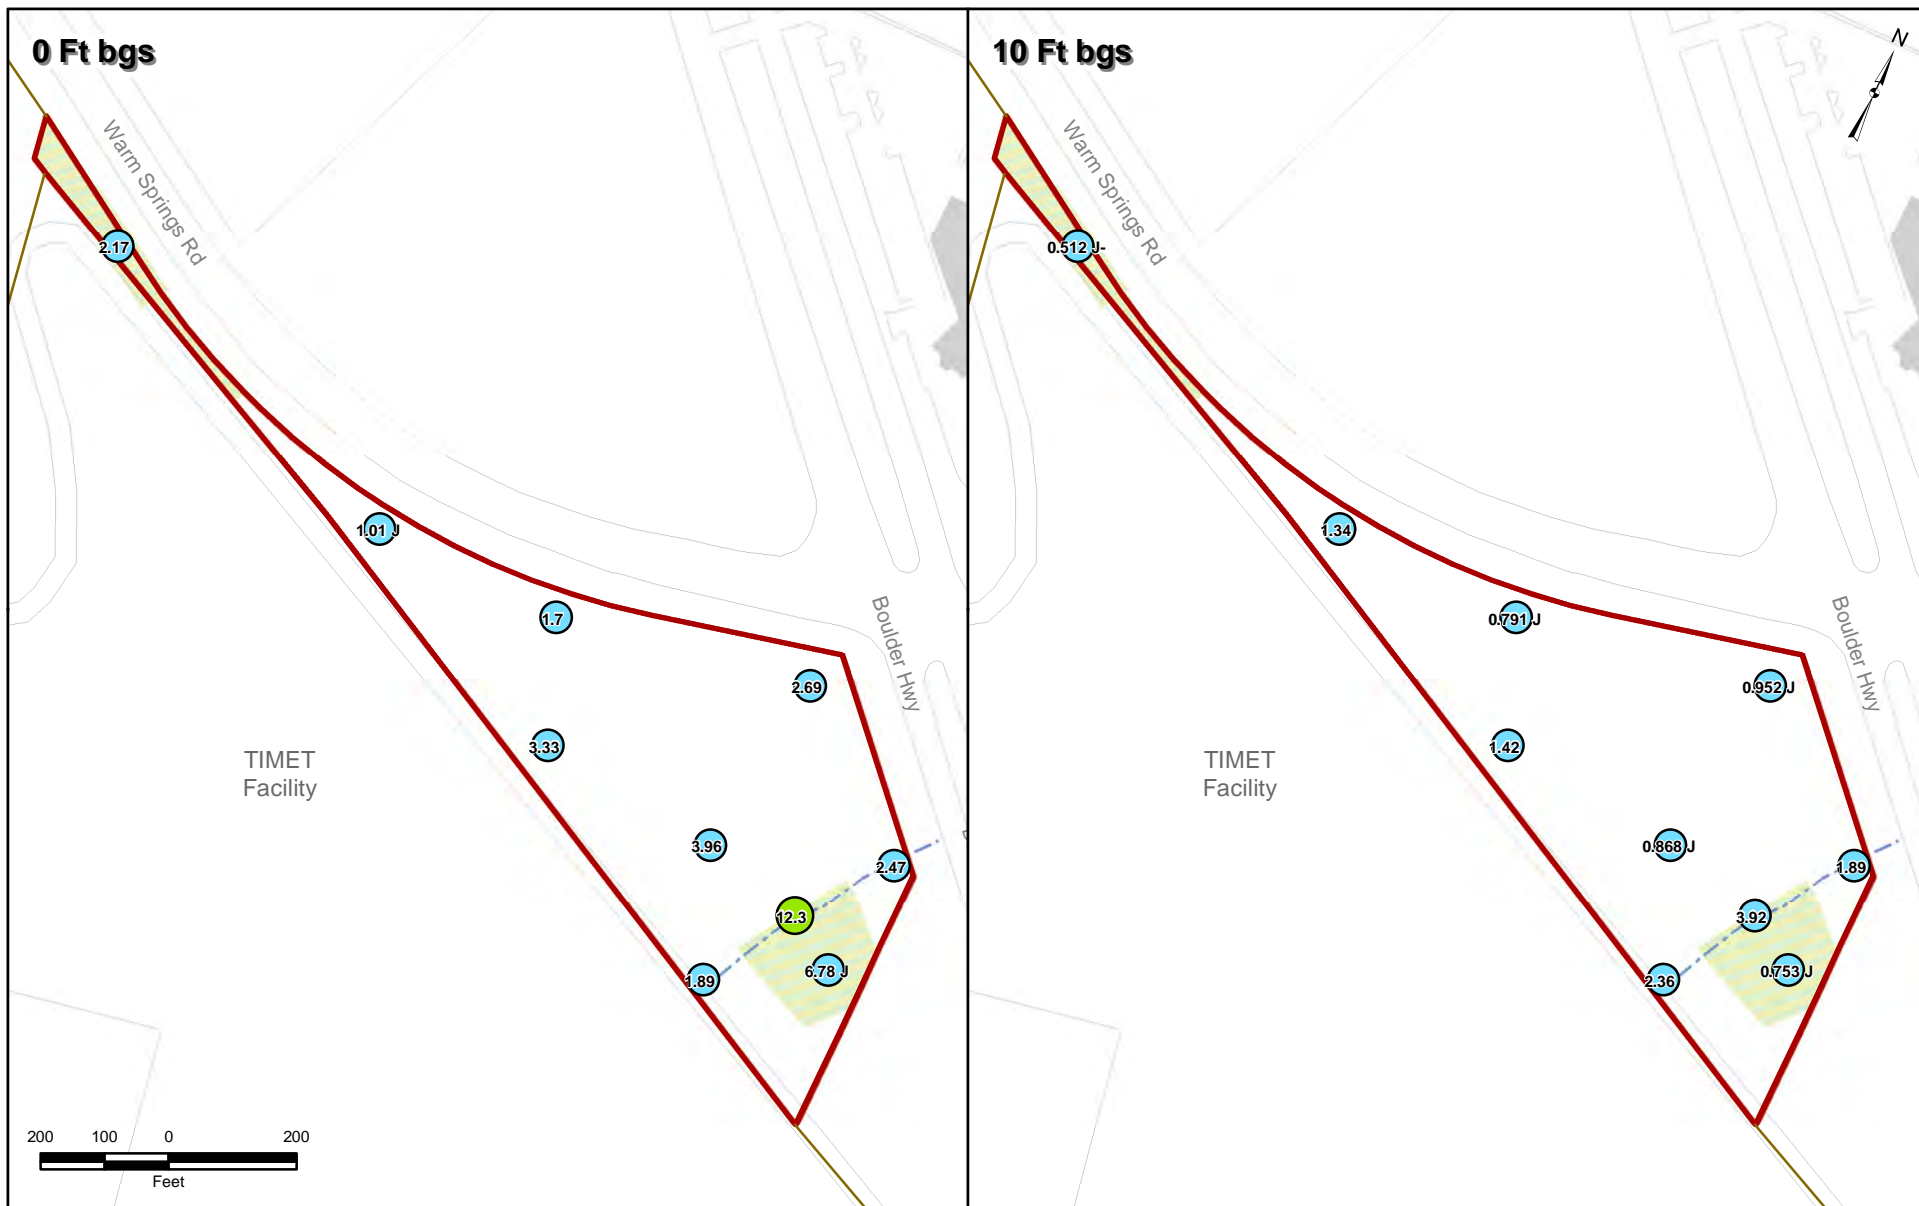 0 Ft bgs
Warm Springs Rd
2.17
1.01 J
1.7
2.69
3.33
3.96
2.47
12.3
6.78 J
1.89
Boulder Hwy
TIMET
Facility
200 100 0 200
Feet
10 Ft bgs
N
Warm Springs Rd
0.512 J-
1.34
0.791 J
0.952 J
1.42
0.868 J
1.89
3.92
0.753 J
2.36
Boulder Hwy
TIMET
Facility